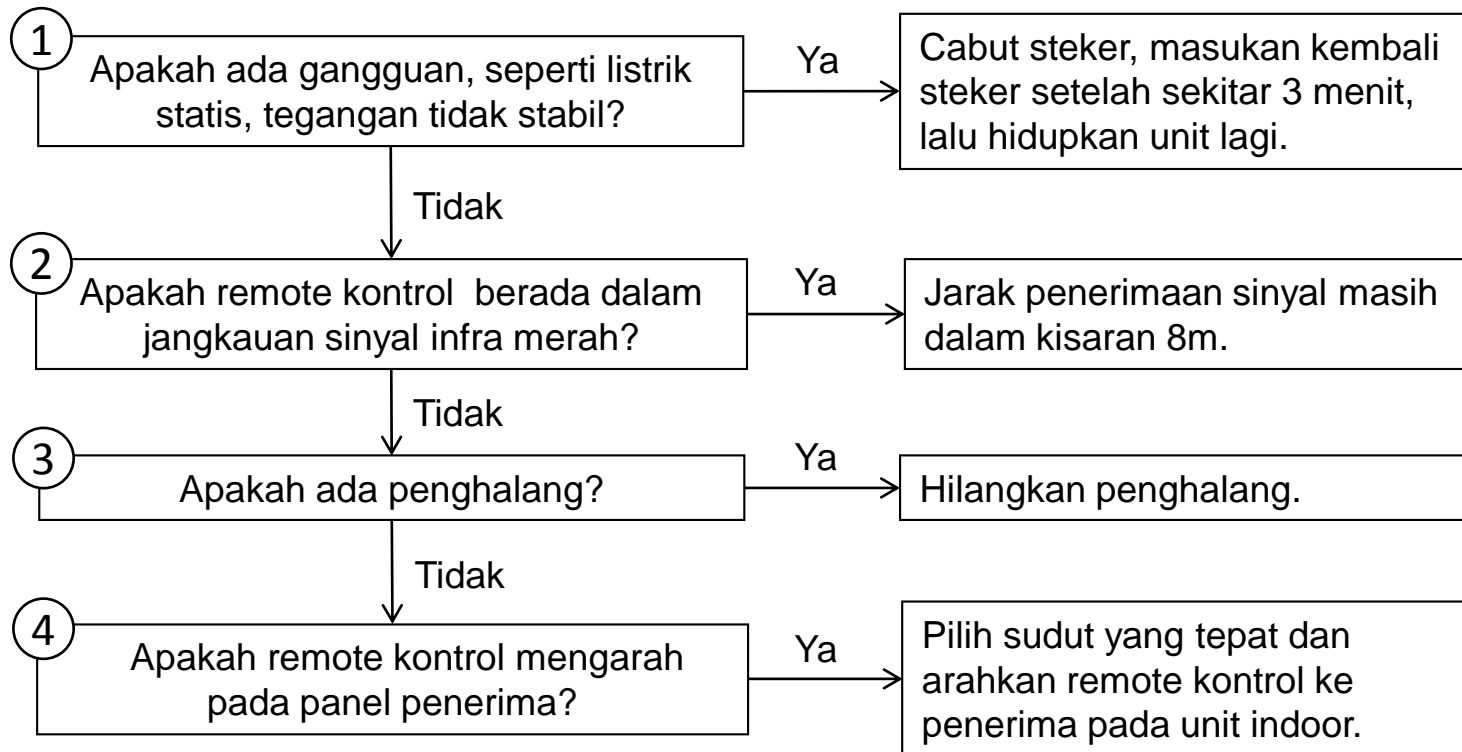 1
Apakah ada gangguan, seperti listrik
statis, tegangan tidak stabil?
Ya
Cabut steker, masukan kembali
steker setelah sekitar 3 menit,
lalu hidupkan unit lagi.
Tidak
2
Apakah remote kontrol  berada dalam
jangkauan sinyal infra merah?
Ya
Jarak penerimaan sinyal masih
dalam kisaran 8m.
Tidak
3
Apakah ada penghalang?
Ya
Hilangkan penghalang.
Tidak
4
Apakah remote kontrol mengarah
pada panel penerima?
Ya
Pilih sudut yang tepat dan
arahkan remote kontrol ke
penerima pada unit indoor.